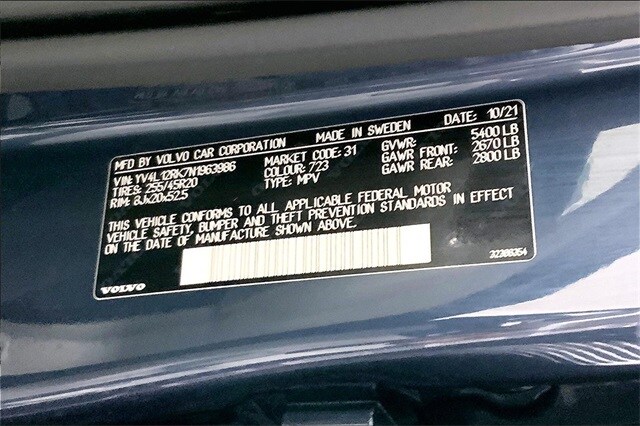 MFD BY VOLVO CAR CORPORATION MADE IN SWEDEN DATE: 10/21
VIN: YV4L12RK7N1963986 MARKET CODE: 31 GVWR: 5400 LB
TIRES: 255/45R20 COLOUR: 723 GAWR FRONT: 2670 LB
RIM: 8Jx20x52.5 TYPE: MPV GAWR REAR: 2800 LB
THIS VEHICLE CONFORMS TO ALL APPLICABLE FEDERAL MOTOR
VEHICLE SAFETY, BUMPER AND THEFT PREVENTION STANDARDS IN EFFECT
ON THE DATE OF MANUFACTURE SHOWN ABOVE.
VOLVO